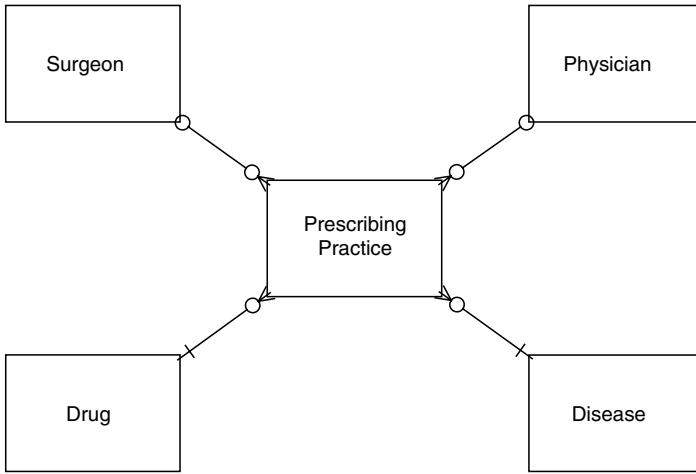 Surgeon
Physician
Prescribing
Practice
Drug
Disease